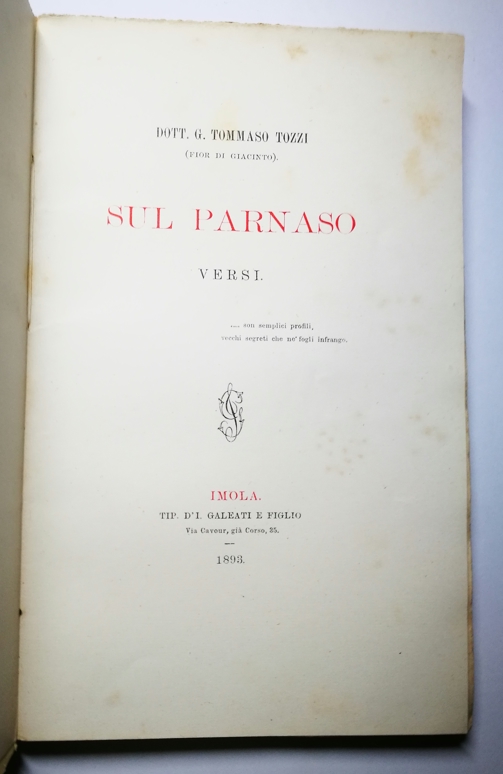 DOTT. G. TOMMASO TOZZI
(FIOR DI GIACINTO).
SUL PARNASO
VERSI.
.... son semplici profili,
vecchi segreti che ne' fogli infrango.
IMOLA.
TIP. D'I. GALEATI E FIGLIO
Via Cavour, già Corso, 35.
1893.